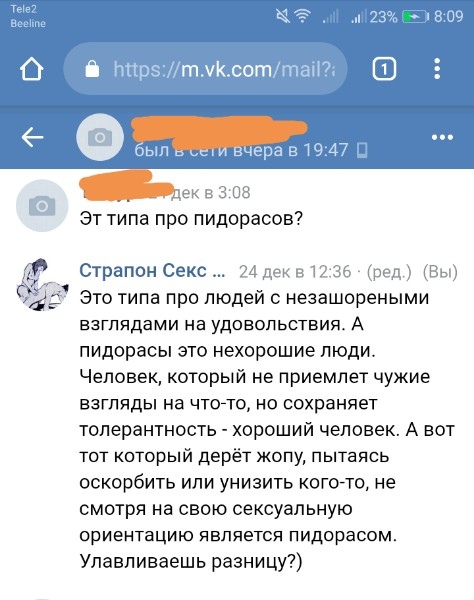 Tele2
Beeline
23% 8:09
https://m.vk.com/mail?
1
был в сети вчера в 19:47
дек в 3:08
Эт типа про пидорасов?
Страпон Секс ... 24 дек в 12:36 · (ред.) (Вы)
Это типа про людей с незашореными
взглядами на удовольствия. А
пидорасы это нехорошие люди.
Человек, который не приемлет чужие
взгляды на что-то, но сохраняет
толерантность - хороший человек. А вот
тот который дерёт жопу, пытаясь
оскорбить или унизить кого-то, не
смотря на свою сексуальную
ориентацию является пидорасом.
Улавливаешь разницу?)